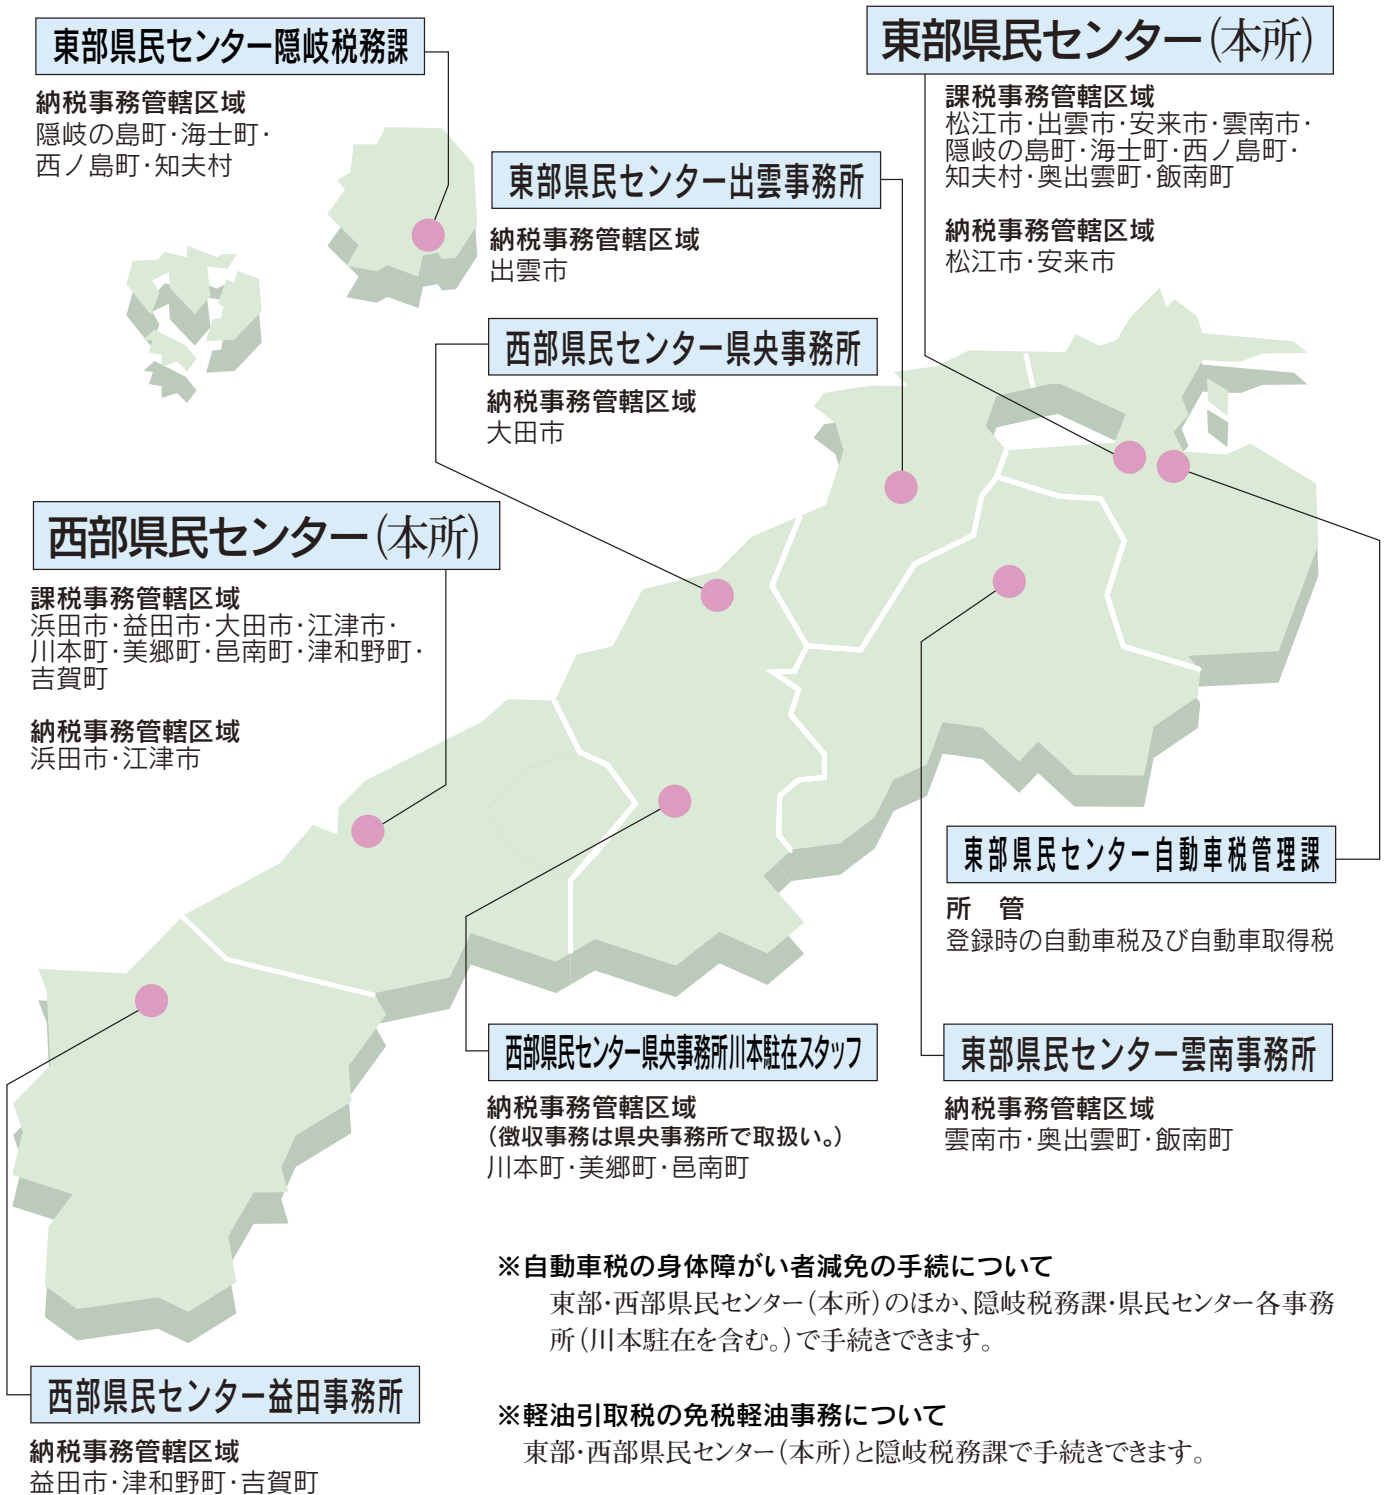 東部県民センター隠岐税務課
納税事務管轄区域
隠岐の島町・海士町・
西ノ島町・知夫村
東部県民センター(本所)
課税事務管轄区域
松江市・出雲市・安来市・雲南市・
隠岐の島町・海士町・西ノ島町・
知夫村・奥出雲町・飯南町
納税事務管轄区域
松江市・安来市
東部県民センター出雲事務所
納税事務管轄区域
出雲市
西部県民センター県央事務所
納税事務管轄区域
大田市
西部県民センター(本所)
課税事務管轄区域
浜田市・益田市・大田市・江津市・
川本町・美郷町・邑南町・津和野町・
吉賀町
納税事務管轄区域
浜田市・江津市
東部県民センター自動車税管理課
所　管
登録時の自動車税及び自動車取得税
西部県民センター県央事務所川本駐在スタッフ
納税事務管轄区域
(徴収事務は県央事務所で取扱い。)
川本町・美郷町・邑南町
東部県民センター雲南事務所
納税事務管轄区域
雲南市・奥出雲町・飯南町
※自動車税の身体障がい者減免の手続について
東部・西部県民センター(本所)のほか、隠岐税務課・県民センター各事務
所(川本駐在を含む。)で手続きできます。
西部県民センター益田事務所
納税事務管轄区域
益田市・津和野町・吉賀町
※軽油引取税の免税軽油事務について
東部・西部県民センター(本所)と隠岐税務課で手続きできます。